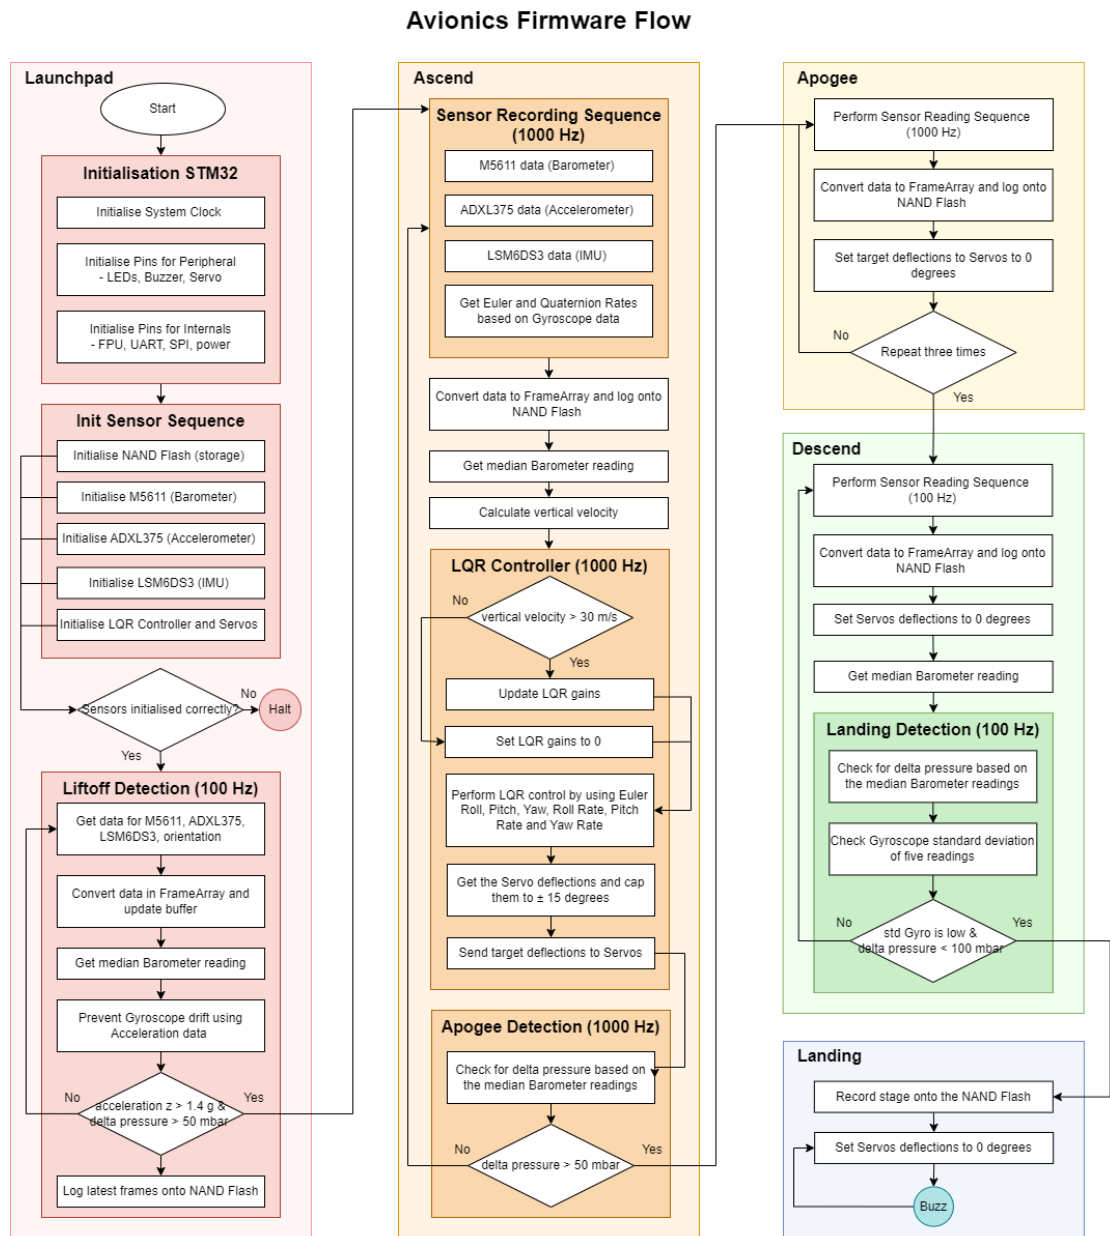 Avionics Firmware Flow
Launchpad
Start
Initialisation STM32
Initialise System Clock
Initialise Pins for Peripheral
- LEDs, Buzzer, Servo
Initialise Pins for Internals
- FPU, UART, SPI, power
Init Sensor Sequence
Initialise NAND Flash (storage)
Initialise M5611 (Barometer)
Initialise ADXL375 (Accelerometer)
Initialise LSM6DS3 (IMU)
Initialise LQR Controller and Servos
Sensors initialised correctly?
No
Halt
Yes
Liftoff Detection (100 Hz)
Get data for M5611, ADXL375,
LSM6DS3, orientation
Convert data in FrameArray and
update buffer
Get median Barometer reading
Prevent Gyroscope drift using
Acceleration data
No
acceleration z > 1.4 g &
delta pressure > 50 mbar
Yes
Log latest frames onto NAND Flash
Ascend
Sensor Recording Sequence
(1000 Hz)
M5611 data (Barometer)
ADXL375 data (Accelerometer)
LSM6DS3 data (IMU)
Get Euler and Quaternion Rates
based on Gyroscope data
Convert data to FrameArray and log onto
NAND Flash
Get median Barometer reading
Calculate vertical velocity
LQR Controller (1000 Hz)
No
vertical velocity > 30 m/s
Yes
Update LQR gains
Set LQR gains to 0
Perform LQR control by using Euler
Roll, Pitch, Yaw, Roll Rate, Pitch
Rate and Yaw Rate
Get the Servo deflections and cap
them to ± 15 degrees
Send target deflections to Servos
Apogee Detection (1000 Hz)
Check for delta pressure based on
the median Barometer readings
No
delta pressure > 50 mbar
Yes
Apogee
Perform Sensor Reading Sequence
(1000 Hz)
Convert data to FrameArray and log onto
NAND Flash
Set target deflections to Servos to 0
degrees
No
Repeat three times
Yes
Descend
Perform Sensor Reading Sequence
(100 Hz)
Convert data to FrameArray and log onto
NAND Flash
Set Servos deflections to 0 degrees
Get median Barometer reading
Landing Detection (100 Hz)
Check for delta pressure based on
the median Barometer readings
Check Gyroscope standard deviation
of five readings
No
std Gyro is low &
delta pressure < 100 mbar
Yes
Landing
Record stage onto the NAND Flash
Set Servos deflections to 0 degrees
Buzz